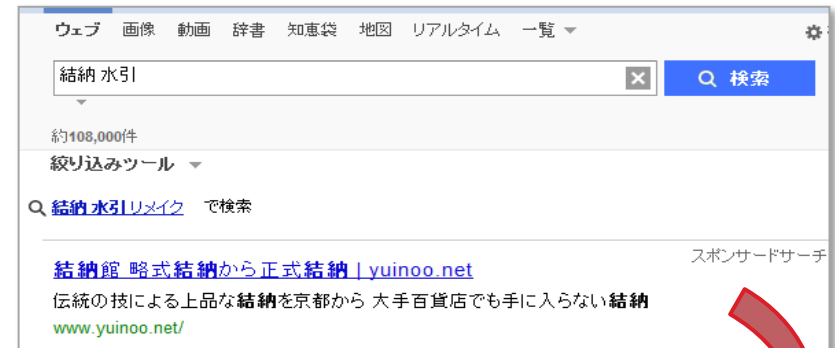 ウェブ 画像 動画 辞書 知恵袋 地図 リアルタイム 一覧
結納 水引
検索
約108,000件
絞り込みツール
結納 水引 リメイク で検索
スポンサードサーチ
結納館 略式結納から正式結納 | yuinoo.net
伝統の技による上品な結納を京都から 大手百貨店でも手に入らない結納
www.yuinoo.net/